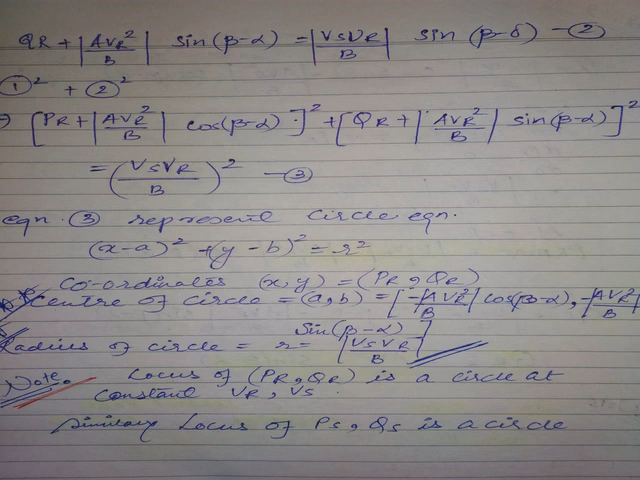 QR + |AVR²/B| sin(β-α) = |VSVR/B| sin(β-δ) - ②
①² + ②²
⇒ [PR + |AVR²/B| cos(β-α)]² + [QR + |AVR²/B| sin(β-α)]²
= (VSVR/B)² - ③
eqn. ③ represent circle eqn.
(x-a)² + (y-b)² = r²
Co-ordinates (x,y) = (PR, QR)
Centre of circle = (a,b) = [-|AVR²/B| cos(β-α), -|AVR²/B|
Sin(β-α)]
Radius of circle = r = |VSVR/B|
Note. Locus of (PR, QR) is a circle at
constant VR, VS.
Locus of PS, QS is a circle